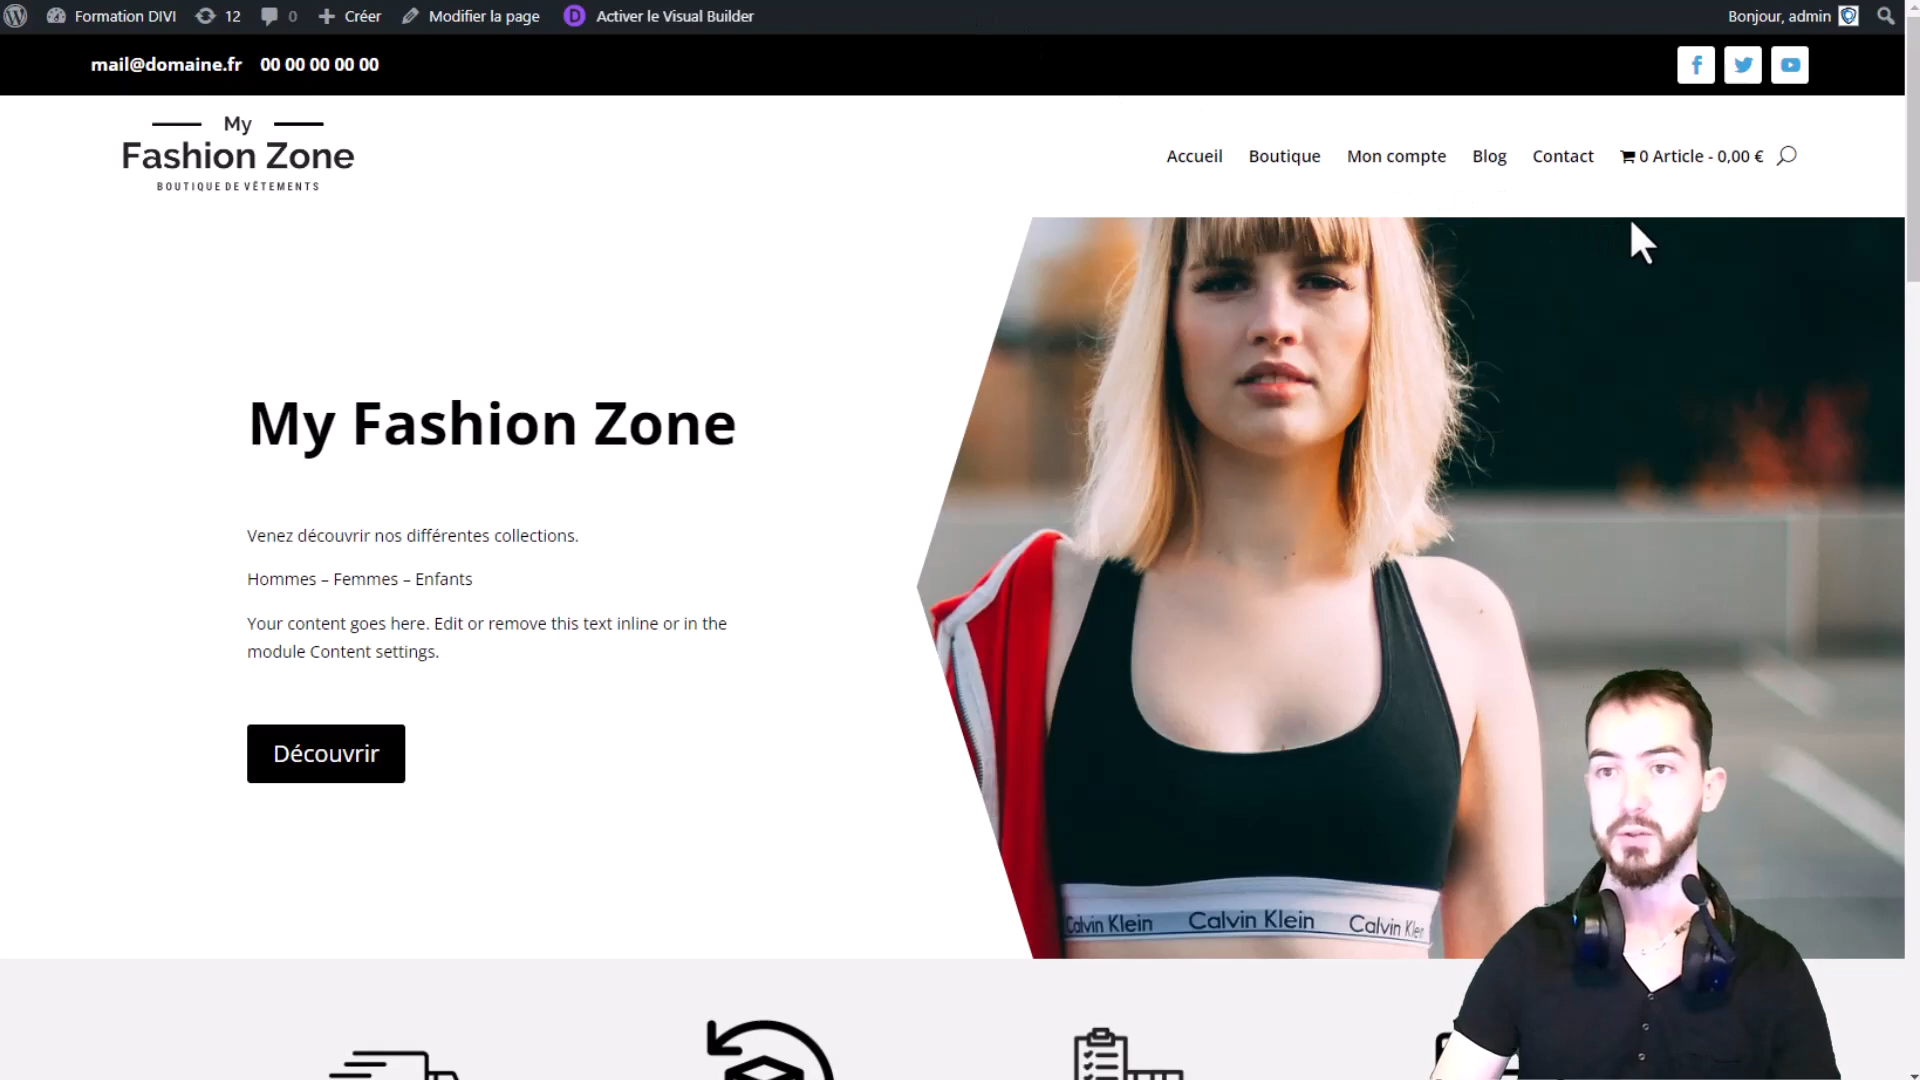 Formation DIVI 12 0 Créer Modifier la page D Activer le Visual Builder Bonjour, admin
mail@domaine.fr 00 00 00 00 00
My
Fashion Zone
BOUTIQUE DE VÊTEMENTS
Accueil Boutique Mon compte Blog Contact 0 Article - 0,00 €
My Fashion Zone
Venez découvrir nos différentes collections.
Hommes – Femmes – Enfants
Your content goes here. Edit or remove this text inline or in the
module Content settings.
Découvrir
Calvin Klein Calvin Klein Calvin Klein